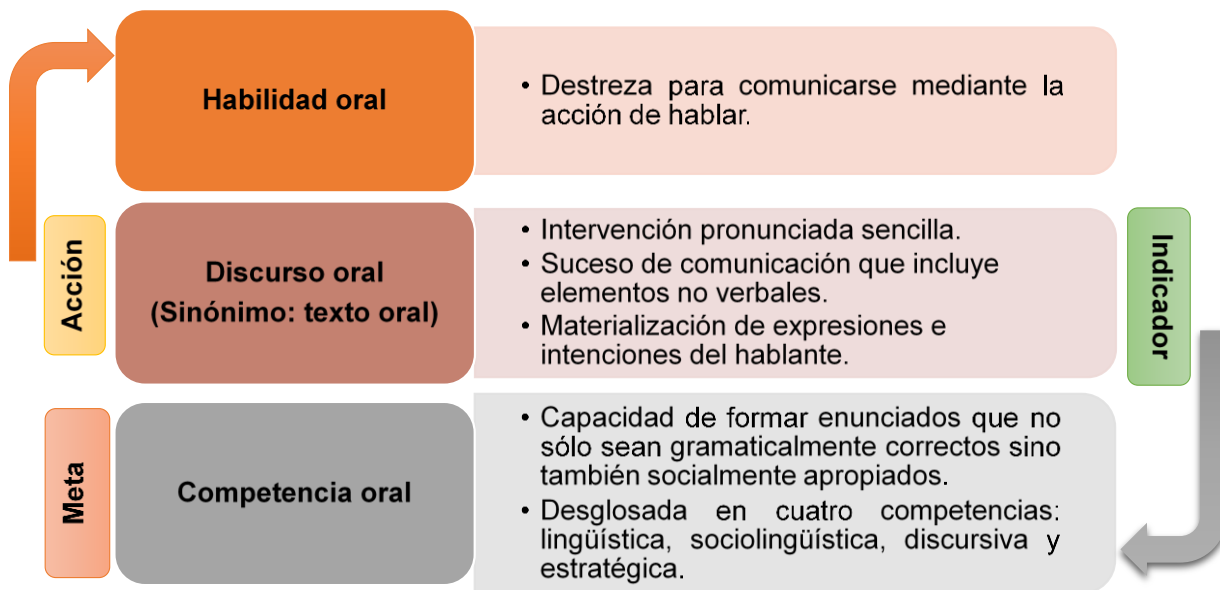 Habilidad oral
• Destreza para comunicarse mediante la
acción de hablar.
Acción
Discurso oral
(Sinónimo: texto oral)
• Intervención pronunciada sencilla.
• Suceso de comunicación que incluye
elementos no verbales.
• Materialización de expresiones e
intenciones del hablante.
Indicador
Meta
Competencia oral
• Capacidad de formar enunciados que no
sólo sean gramaticalmente correctos sino
también socialmente apropiados.
• Desglosada en cuatro competencias:
lingüística, sociolingüística, discursiva y
estratégica.